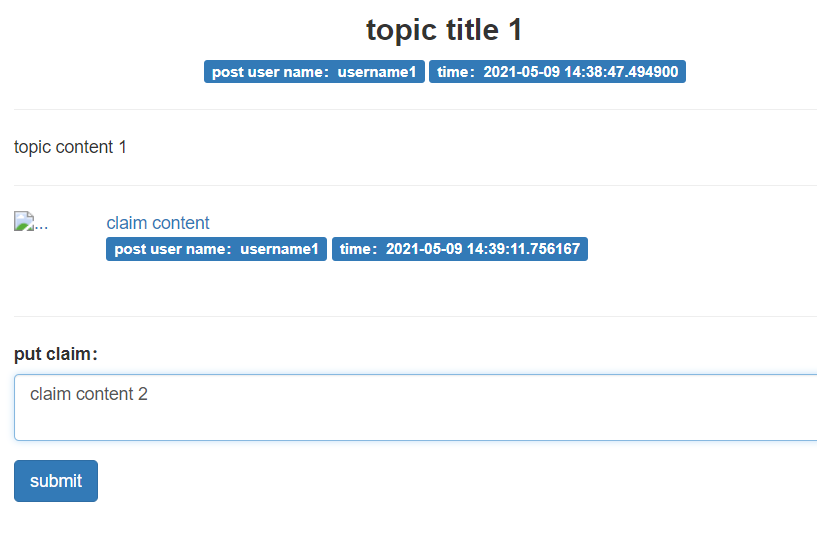 topic title 1
post user name：username1 time：2021-05-09 14:38:47.494900
topic content 1
... claim content
post user name：username1 time：2021-05-09 14:39:11.756167
put claim：
claim content 2
submit